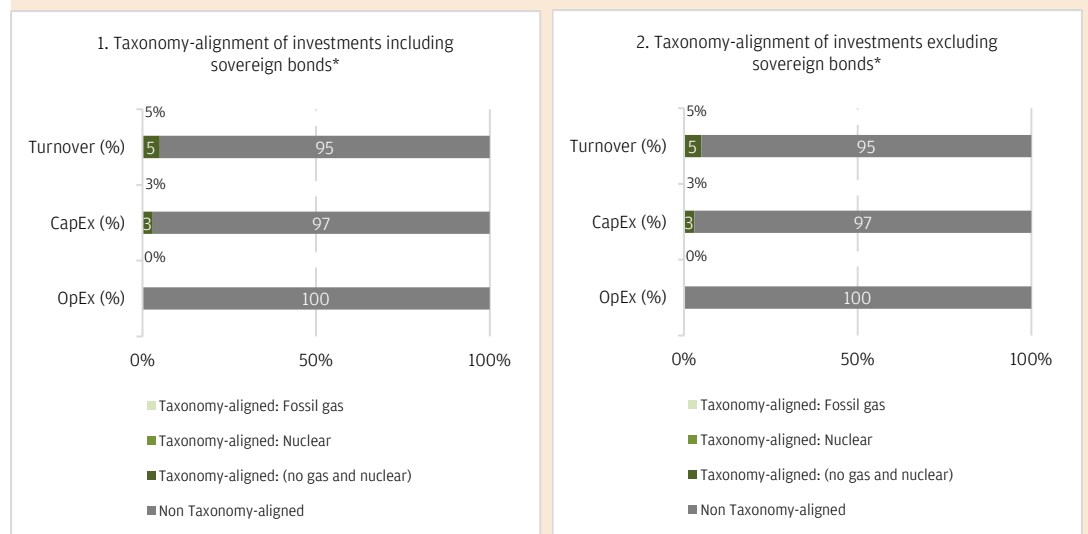 1. Taxonomy-alignment of investments including
sovereign bonds*
5%
Turnover (%) 5 95
3%
CapEx (%) 3 97
0%
OpEx (%) 100
0% 50% 100%
Taxonomy-aligned: Fossil gas
Taxonomy-aligned: Nuclear
Taxonomy-aligned: (no gas and nuclear)
Non Taxonomy-aligned
2. Taxonomy-alignment of investments excluding
sovereign bonds*
5%
Turnover (%) 5 95
3%
CapEx (%) 3 97
0%
OpEx (%) 100
0% 50% 100%
Taxonomy-aligned: Fossil gas
Taxonomy-aligned: Nuclear
Taxonomy-aligned: (no gas and nuclear)
Non Taxonomy-aligned